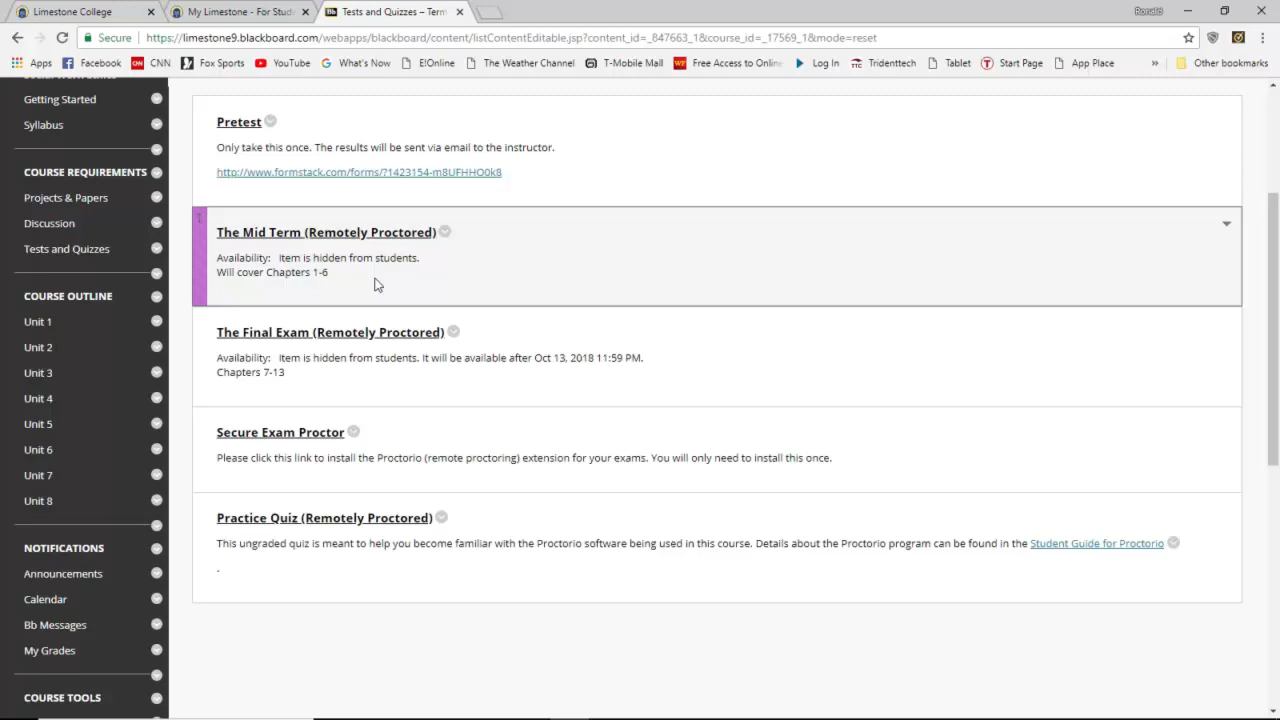 Limestone College
My Limestone - For Stude
Tests and Quizzes – Term
Ronald
Secure
https://limestone9.blackboard.com/webapps/blackboard/content/listContentEditable.jsp?content_id=_847663_1&course_id=_17569_1&mode=reset
Apps
Facebook
CNN
Fox Sports
YouTube
What's Now
E!Online
The Weather Channel
T-Mobile Mall
Free Access to Online
Log In
Tridenttech
Tablet
Start Page
App Place
»
Other bookmarks
Getting Started
Syllabus
COURSE REQUIREMENTS
Projects & Papers
Discussion
Tests and Quizzes
COURSE OUTLINE
Unit 1
Unit 2
Unit 3
Unit 4
Unit 5
Unit 6
Unit 7
Unit 8
NOTIFICATIONS
Announcements
Calendar
Bb Messages
My Grades
COURSE TOOLS
Pretest
Only take this once. The results will be sent via email to the instructor.
http://www.formstack.com/forms/?1423154-m8UFHHO0k8
The Mid Term (Remotely Proctored)
Availability: Item is hidden from students.
Will cover Chapters 1-6
The Final Exam (Remotely Proctored)
Availability: Item is hidden from students. It will be available after Oct 13, 2018 11:59 PM.
Chapters 7-13
Secure Exam Proctor
Please click this link to install the Proctorio (remote proctoring) extension for your exams. You will only need to install this once.
Practice Quiz (Remotely Proctored)
This ungraded quiz is meant to help you become familiar with the Proctorio software being used in this course. Details about the Proctorio program can be found in the Student Guide for Proctorio
.